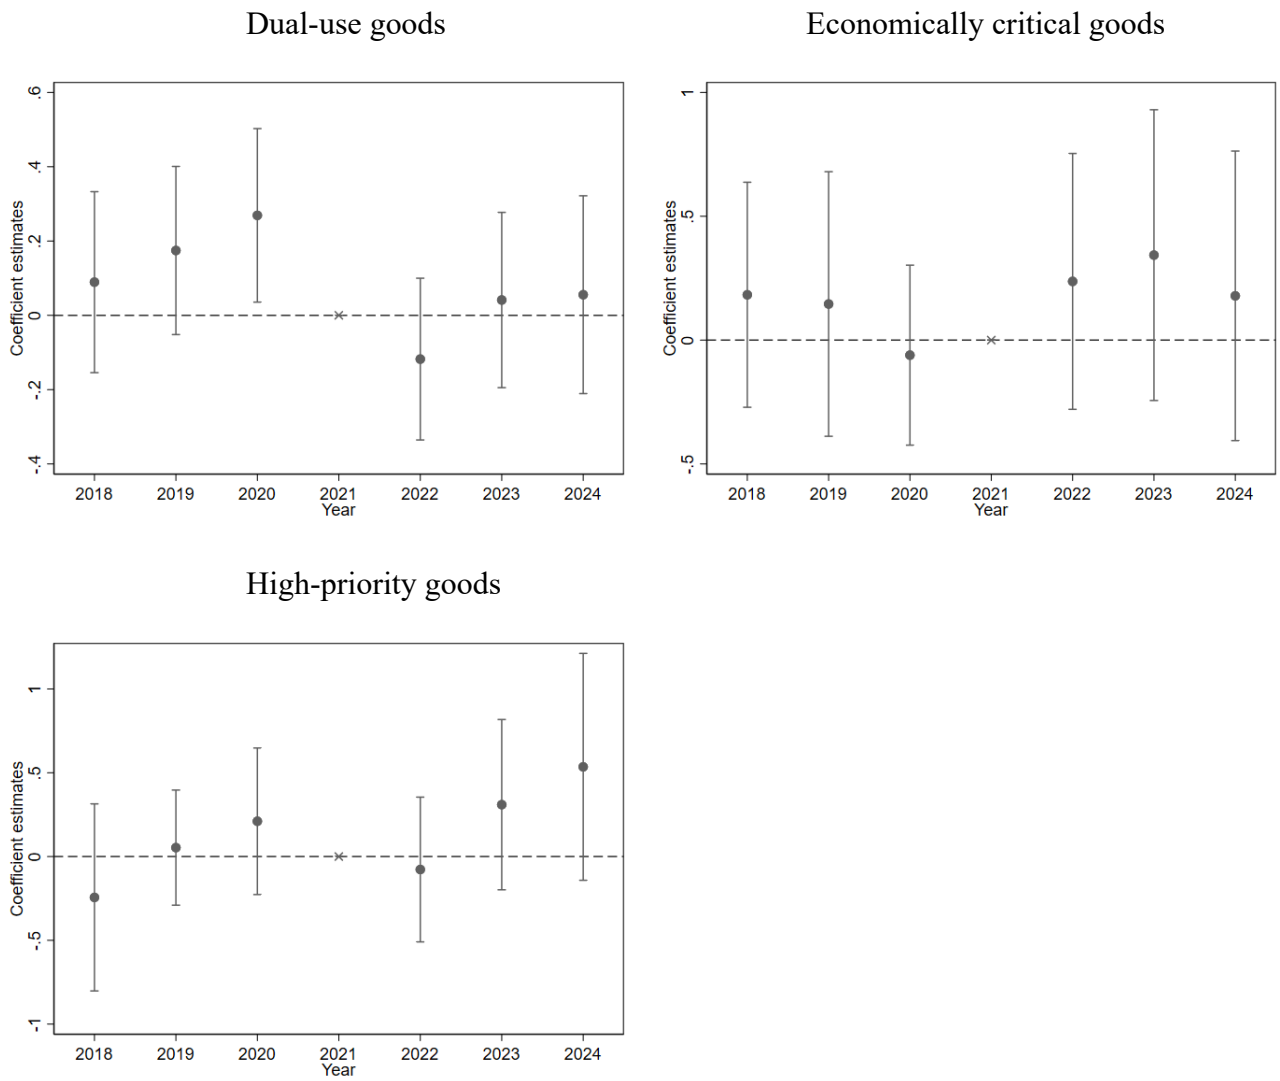 Dual-use goods
Economically critical goods
Coefficient estimates
.6
.4
.2
0
-.2
-.4
2018 2019 2020 2021 2022 2023 2024
Year
Coefficient estimates
1
.5
0
-.5
2018 2019 2020 2021 2022 2023 2024
Year
High-priority goods
Coefficient estimates
1
.5
0
-.5
-1
2018 2019 2020 2021 2022 2023 2024
Year